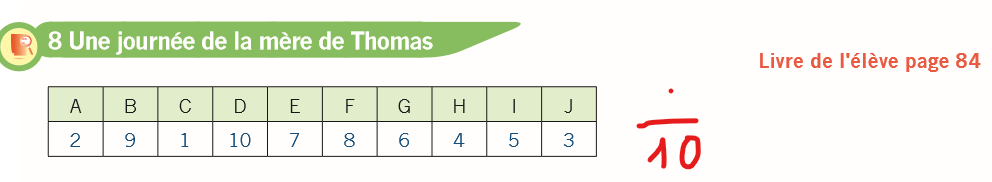 8 Une journée de la mère de Thomas
Livre de l'élève page 84
A B C D E F G H I J
2 9 1 10 7 8 6 4 5 3
10